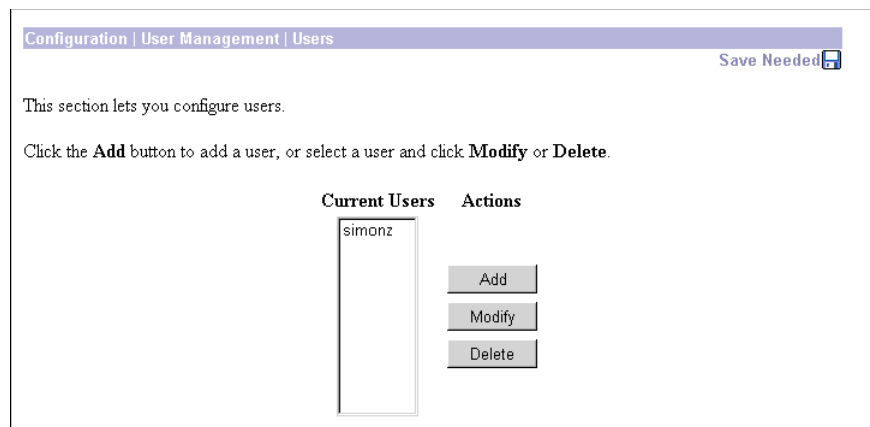 Configuration | User Management | Users
Save Needed
This section lets you configure users.
Click the Add button to add a user, or select a user and click Modify or Delete.
Current Users Actions
simonz
Add
Modify
Delete